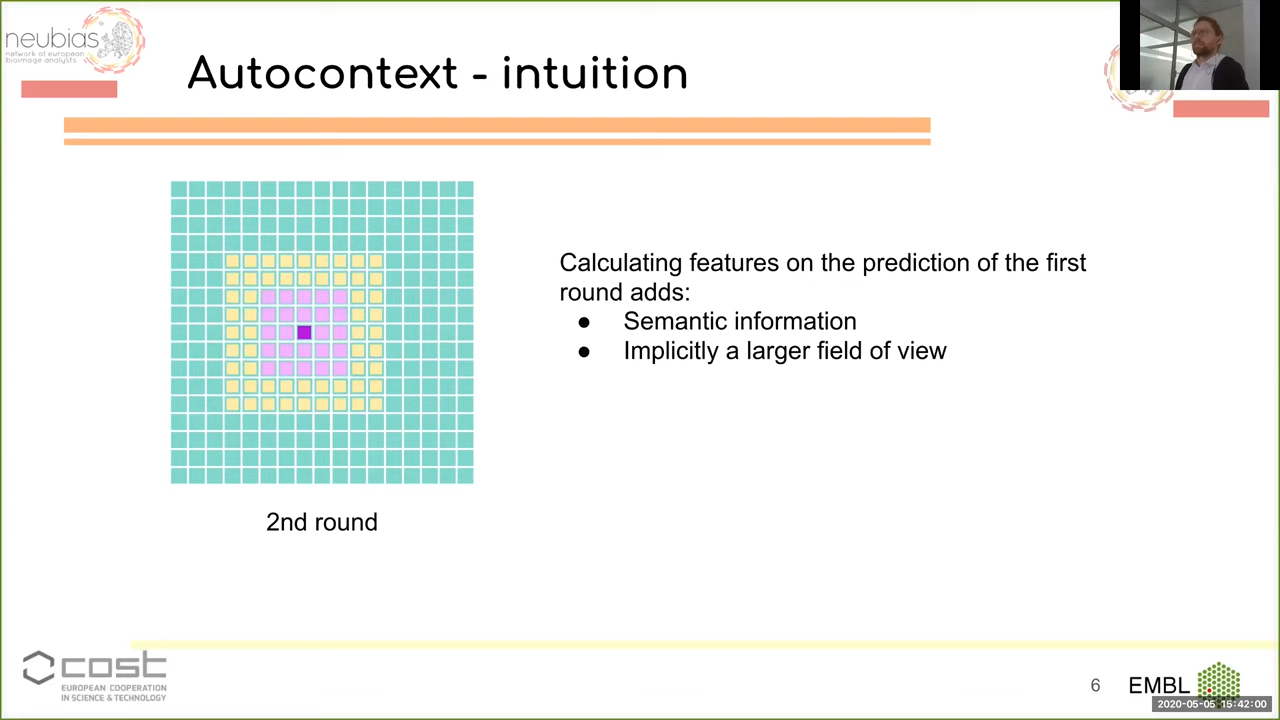 neubias
network of european
bioimage analysts
Autocontext - intuition
Calculating features on the prediction of the first
round adds:
● Semantic information
● Implicitly a larger field of view
2nd round
cost
EUROPEAN COOPERATION
IN SCIENCE & TECHNOLOGY
6
EMBL
2020-05-05 15:42:00